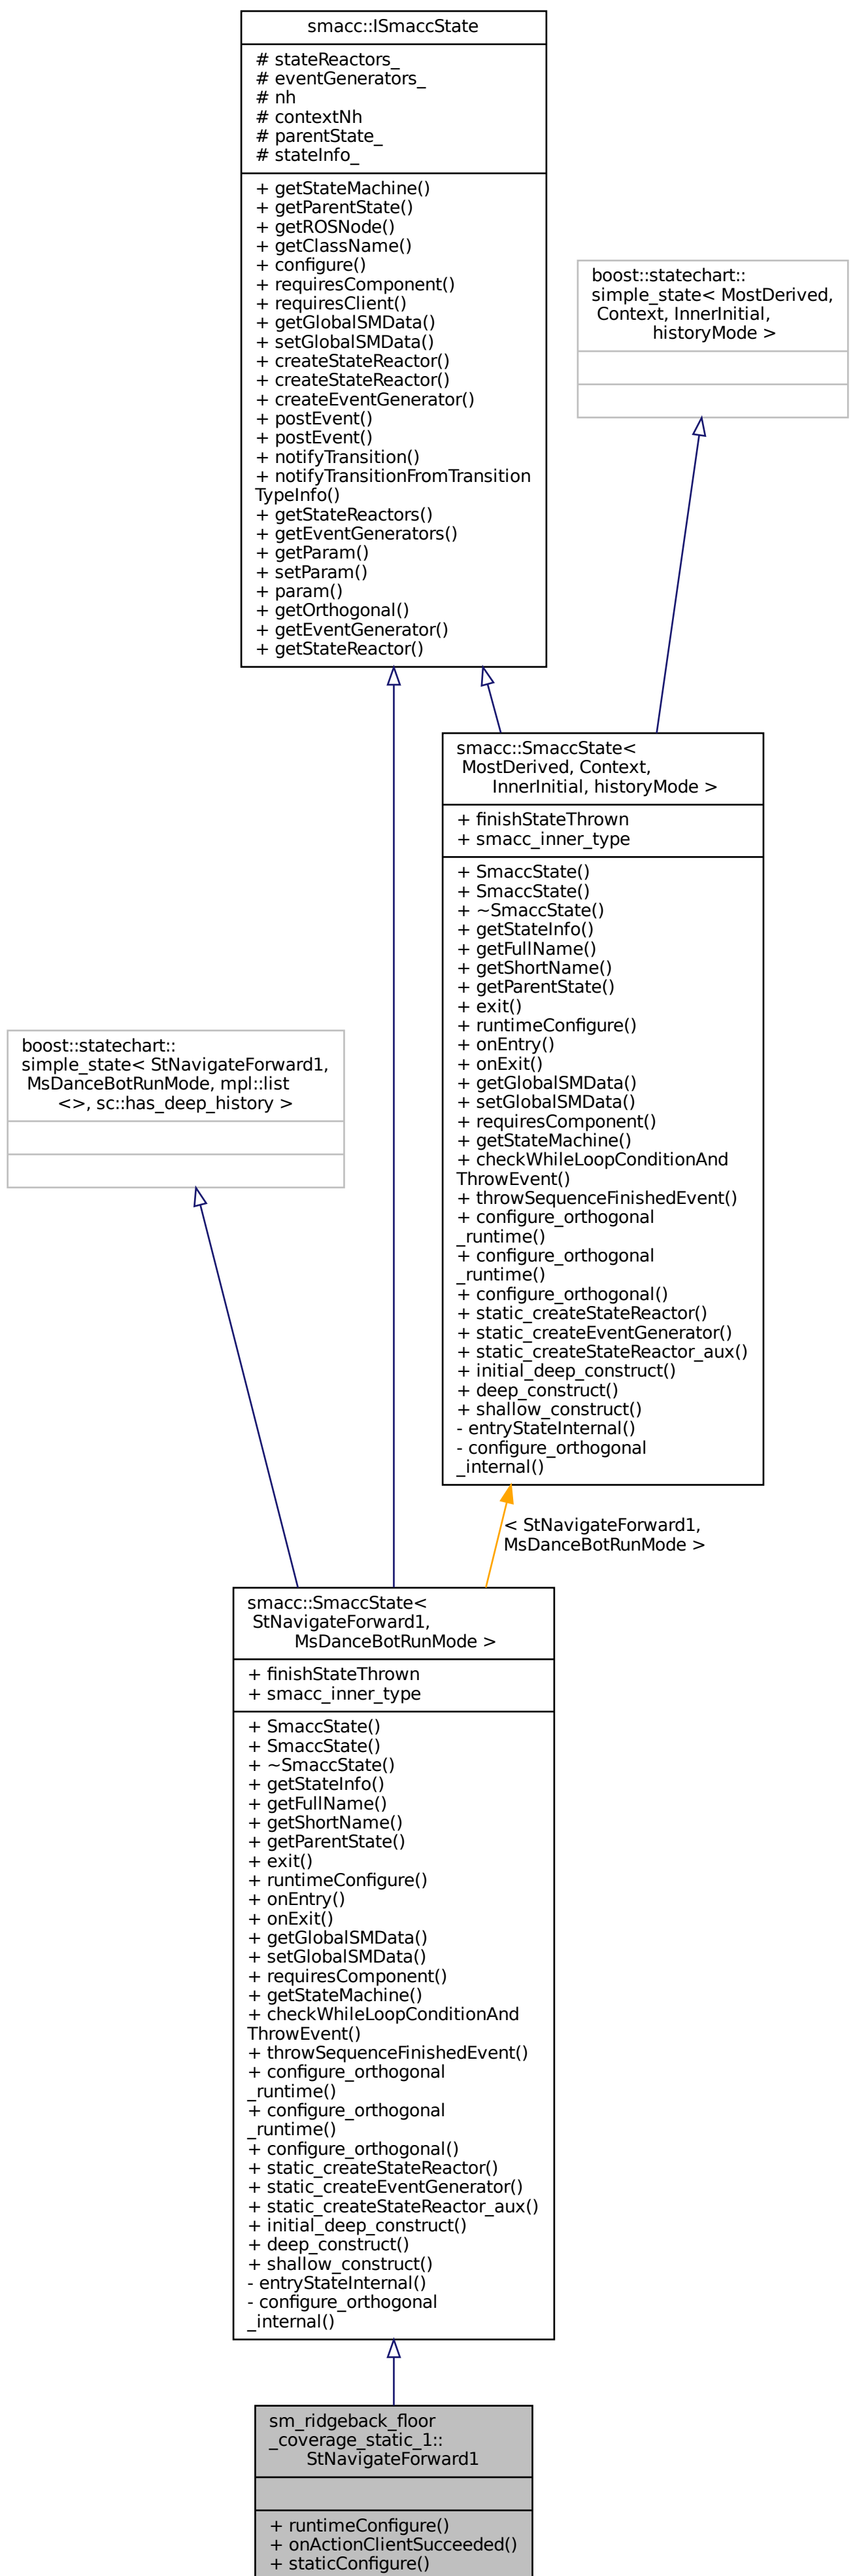 smacc::ISmaccState
# stateReactors_
# eventGenerators_
# nh
# contextNh
# parentState_
# stateInfo_
+ getStateMachine()
+ getParentState()
+ getROSNode()
+ getClassName()
+ configure()
+ requiresComponent()
+ requiresClient()
+ getGlobalSMData()
+ setGlobalSMData()
+ createStateReactor()
+ createStateReactor()
+ createEventGenerator()
+ postEvent()
+ postEvent()
+ notifyTransition()
+ notifyTransitionFromTransition
TypeInfo()
+ getStateReactors()
+ getEventGenerators()
+ getParam()
+ setParam()
+ param()
+ getOrthogonal()
+ getEventGenerator()
+ getStateReactor()
boost::statechart::
simple_state< MostDerived,
Context, InnerInitial,
historyMode >
smacc::SmaccState<
MostDerived, Context,
InnerInitial, historyMode >
+ finishStateThrown
+ smacc_inner_type
+ SmaccState()
+ SmaccState()
+ ~SmaccState()
+ getStateInfo()
+ getFullName()
+ getShortName()
+ getParentState()
+ exit()
+ runtimeConfigure()
+ onEntry()
+ onExit()
+ getGlobalSMData()
+ setGlobalSMData()
+ requiresComponent()
+ getStateMachine()
+ checkWhileLoopConditionAnd
ThrowEvent()
+ throwSequenceFinishedEvent()
+ configure_orthogonal
_runtime()
+ configure_orthogonal
_runtime()
+ configure_orthogonal()
+ static_createStateReactor()
+ static_createEventGenerator()
+ static_createStateReactor_aux()
+ initial_deep_construct()
+ deep_construct()
+ shallow_construct()
- entryStateInternal()
- configure_orthogonal
_internal()
boost::statechart::
simple_state< StNavigateForward1,
MsDanceBotRunMode, mpl::list
<>, sc::has_deep_history >
< StNavigateForward1,
MsDanceBotRunMode >
smacc::SmaccState<
StNavigateForward1,
MsDanceBotRunMode >
+ finishStateThrown
+ smacc_inner_type
+ SmaccState()
+ SmaccState()
+ ~SmaccState()
+ getStateInfo()
+ getFullName()
+ getShortName()
+ getParentState()
+ exit()
+ runtimeConfigure()
+ onEntry()
+ onExit()
+ getGlobalSMData()
+ setGlobalSMData()
+ requiresComponent()
+ getStateMachine()
+ checkWhileLoopConditionAnd
ThrowEvent()
+ throwSequenceFinishedEvent()
+ configure_orthogonal
_runtime()
+ configure_orthogonal
_runtime()
+ configure_orthogonal()
+ static_createStateReactor()
+ static_createEventGenerator()
+ static_createStateReactor_aux()
+ initial_deep_construct()
+ deep_construct()
+ shallow_construct()
- entryStateInternal()
- configure_orthogonal
_internal()
sm_ridgeback_floor
_coverage_static_1::
StNavigateForward1
+ runtimeConfigure()
+ onActionClientSucceeded()
+ staticConfigure()